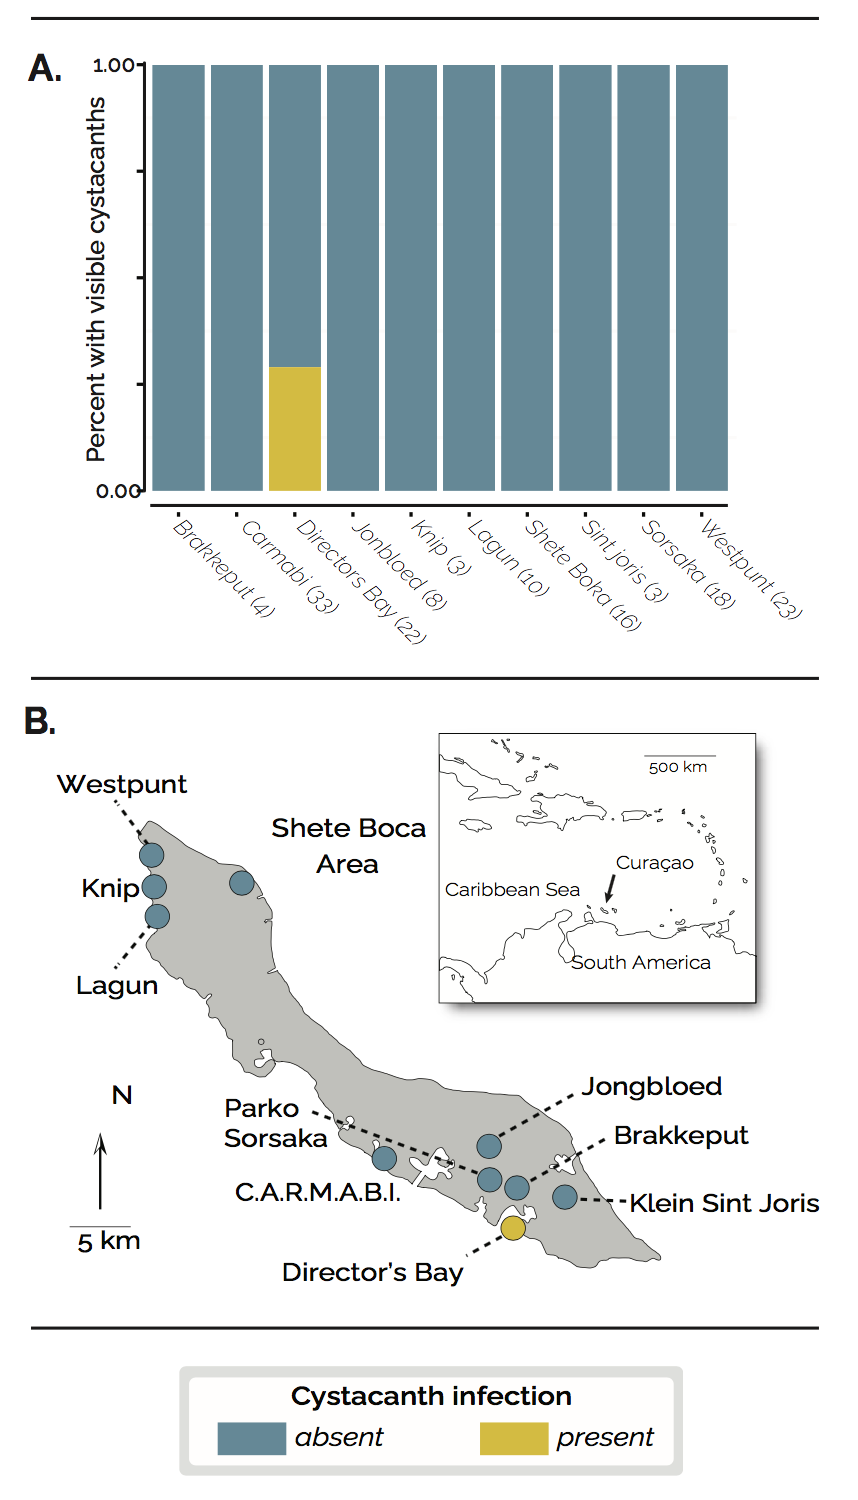 A.
1.00
Percent with visible cystacanths
0.00
Brakkeput (4)
Carmabi (33)
Directors Bay (22)
Jonbloed (8)
Knip (3)
Lagun (10)
Shete Boka (16)
Sint joris (3)
Sorsaka (18)
Westpunt (23)
B.
Westpunt
Shete Boca
Area
Knip
Lagun
500 km
Curaçao
Caribbean Sea
South America
N
5 km
Parko
Sorsaka
C.A.R.M.A.B.I.
Jongbloed
Brakkeput
Klein Sint Joris
Director's Bay
Cystacanth infection
absent
present